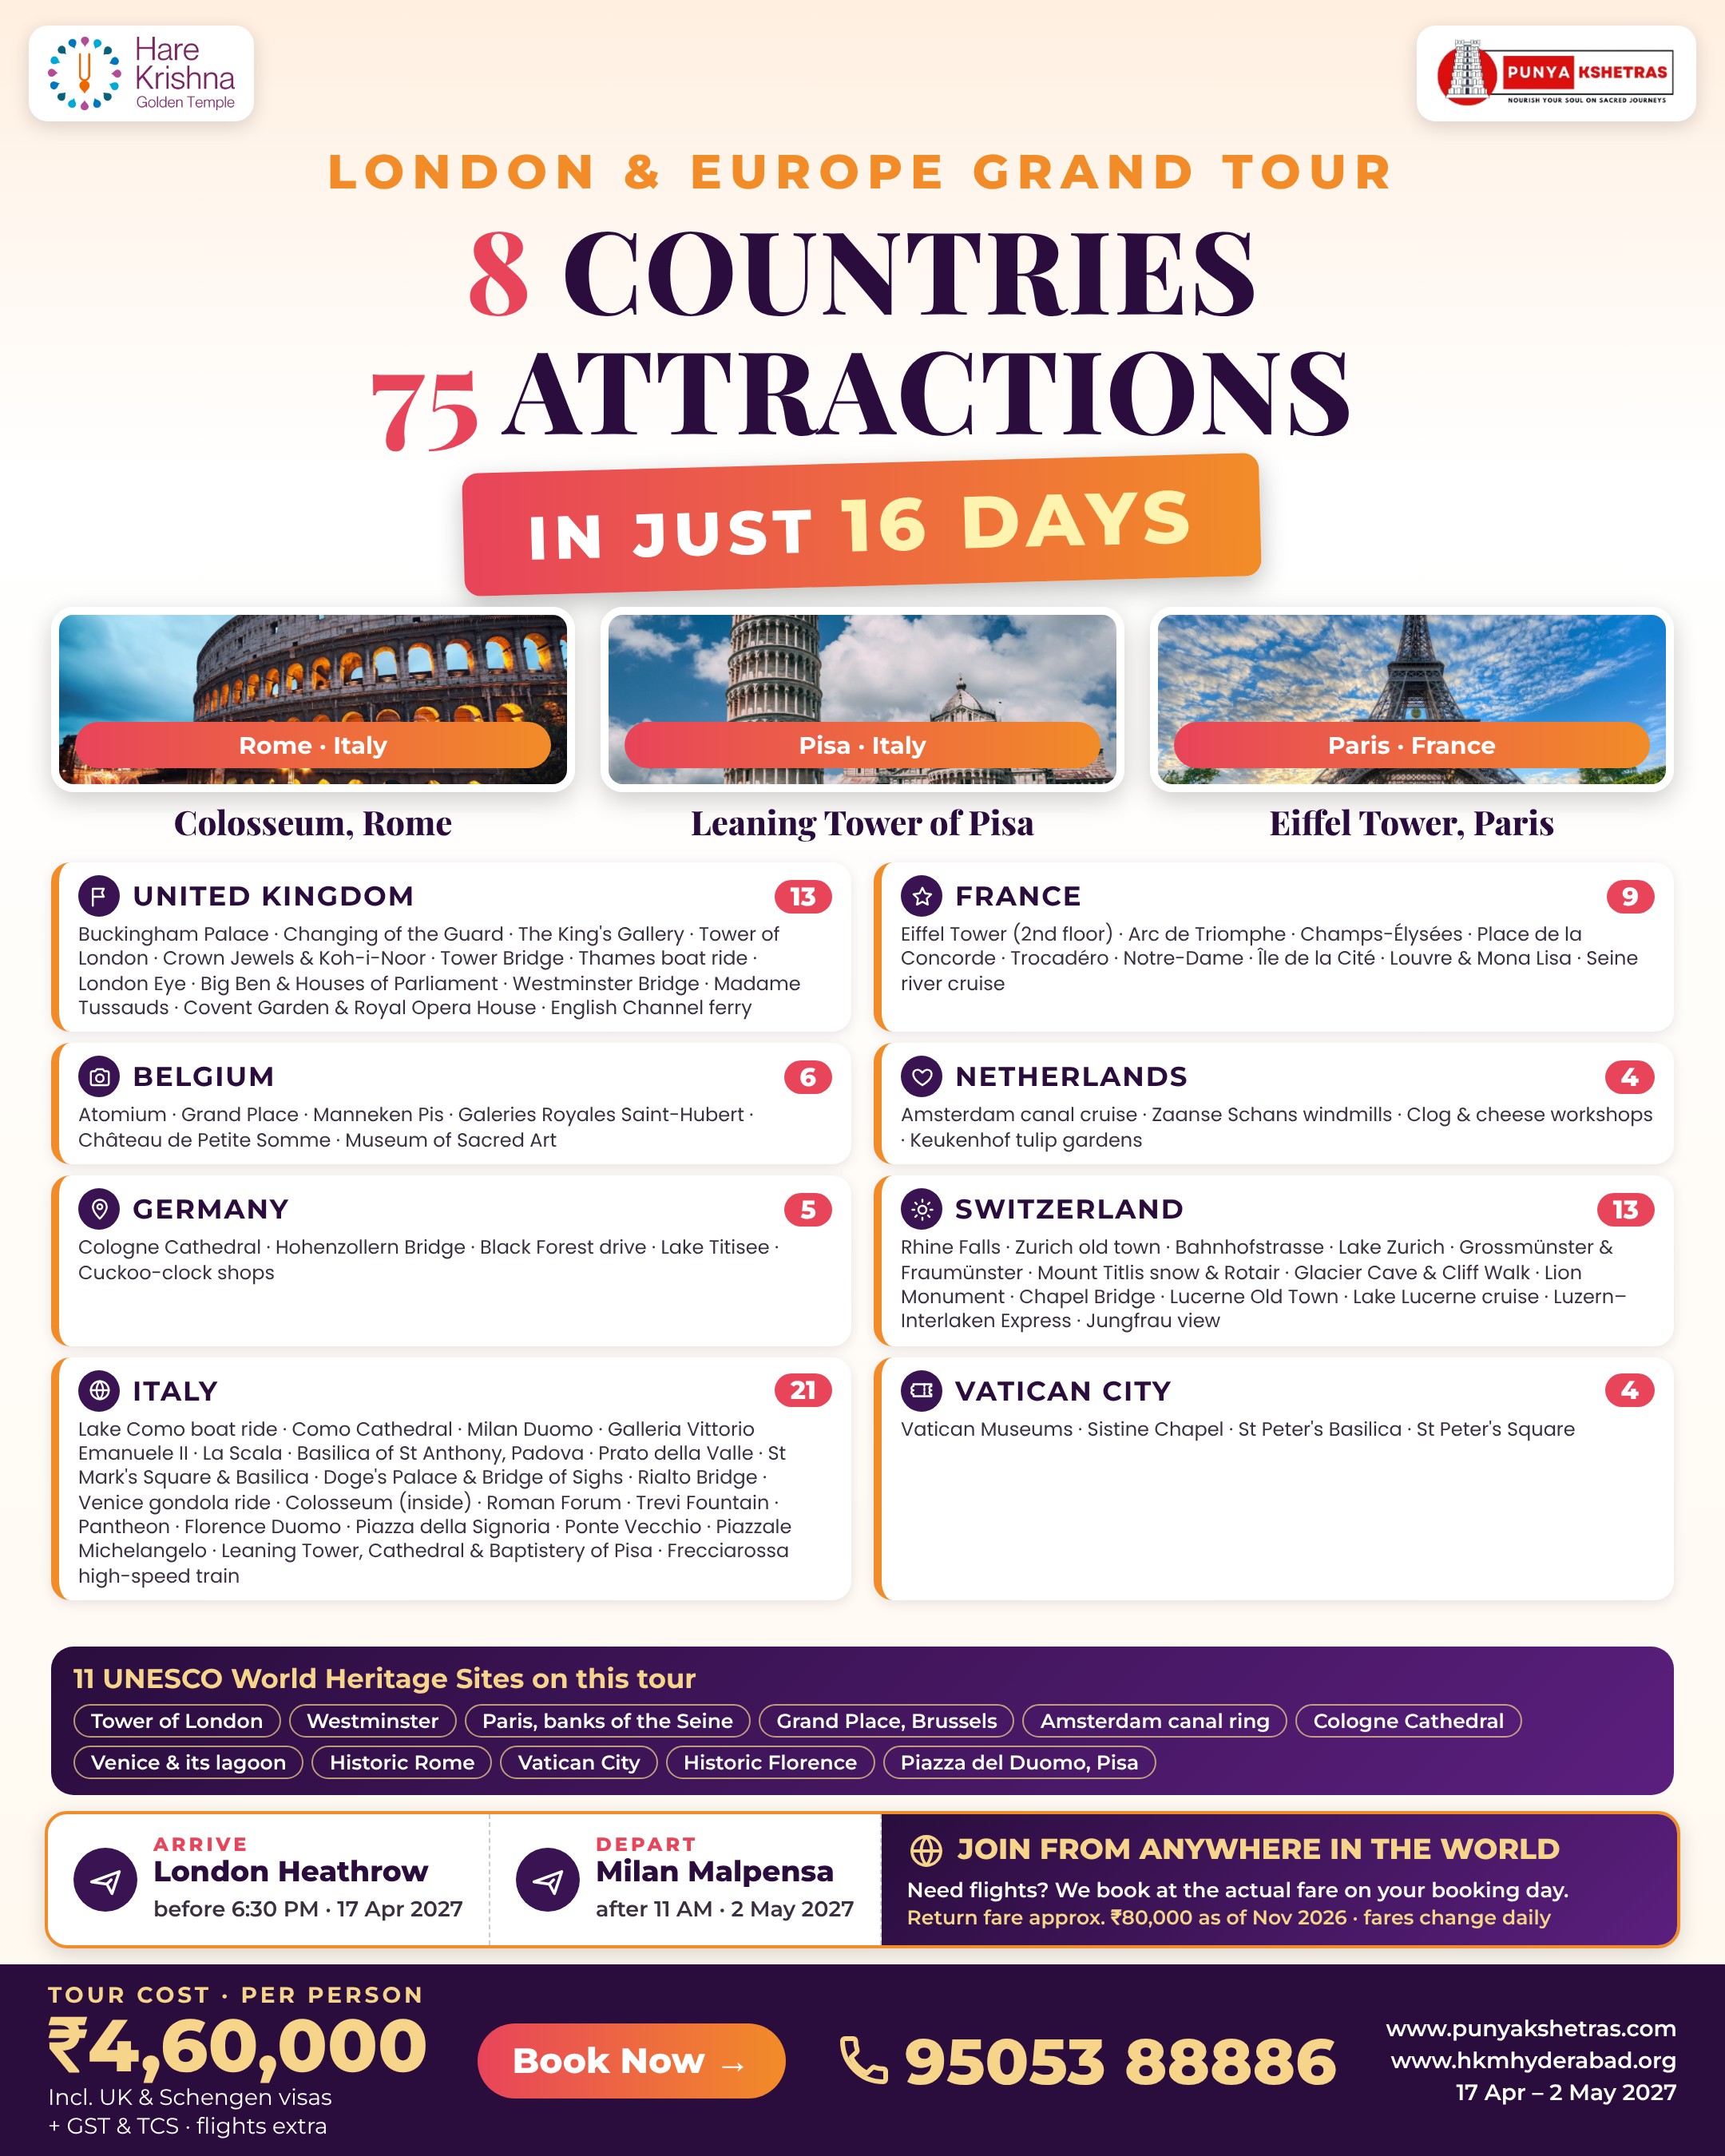 Hare
Krishna
Golden Temple
PUNYA KSHETRAS
NOURISH YOUR SOUL ON SACRED JOURNEYS
LONDON & EUROPE GRAND TOUR
8 COUNTRIES
75 ATTRACTIONS
IN JUST 16 DAYS
Rome · Italy
Pisa · Italy
Paris · France
Colosseum, Rome
Leaning Tower of Pisa
Eiffel Tower, Paris
UNITED KINGDOM 13
Buckingham Palace · Changing of the Guard · The King's Gallery · Tower of
London · Crown Jewels & Koh-i-Noor · Tower Bridge · Thames boat ride ·
London Eye · Big Ben & Houses of Parliament · Westminster Bridge · Madame
Tussauds · Covent Garden & Royal Opera House · English Channel ferry
FRANCE 9
Eiffel Tower (2nd floor) · Arc de Triomphe · Champs-Élysées · Place de la
Concorde · Trocadéro · Notre-Dame · Île de la Cité · Louvre & Mona Lisa · Seine
river cruise
BELGIUM 6
Atomium · Grand Place · Manneken Pis · Galeries Royales Saint-Hubert ·
Château de Petite Somme · Museum of Sacred Art
NETHERLANDS 4
Amsterdam canal cruise · Zaanse Schans windmills · Clog & cheese workshops
· Keukenhof tulip gardens
GERMANY 5
Cologne Cathedral · Hohenzollern Bridge · Black Forest drive · Lake Titisee ·
Cuckoo-clock shops
SWITZERLAND 13
Rhine Falls · Zurich old town · Bahnhofstrasse · Lake Zurich · Grossmünster &
Fraumünster · Mount Titlis snow & Rotair · Glacier Cave & Cliff Walk · Lion
Monument · Chapel Bridge · Lucerne Old Town · Lake Lucerne cruise · Luzern–
Interlaken Express · Jungfrau view
ITALY 21
Lake Como boat ride · Como Cathedral · Milan Duomo · Galleria Vittorio
Emanuele II · La Scala · Basilica of St Anthony, Padova · Prato della Valle · St
Mark's Square & Basilica · Doge's Palace & Bridge of Sighs · Rialto Bridge ·
Venice gondola ride · Colosseum (inside) · Roman Forum · Trevi Fountain ·
Pantheon · Florence Duomo · Piazza della Signoria · Ponte Vecchio · Piazzale
Michelangelo · Leaning Tower, Cathedral & Baptistery of Pisa · Frecciarossa
high-speed train
VATICAN CITY 4
Vatican Museums · Sistine Chapel · St Peter's Basilica · St Peter's Square
11 UNESCO World Heritage Sites on this tour
Tower of London Westminster Paris, banks of the Seine Grand Place, Brussels Amsterdam canal ring Cologne Cathedral
Venice & its lagoon Historic Rome Vatican City Historic Florence Piazza del Duomo, Pisa
ARRIVE
London Heathrow
before 6:30 PM · 17 Apr 2027
DEPART
Milan Malpensa
after 11 AM · 2 May 2027
JOIN FROM ANYWHERE IN THE WORLD
Need flights? We book at the actual fare on your booking day.
Return fare approx. ₹80,000 as of Nov 2026 · fares change daily
TOUR COST · PER PERSON
₹4,60,000
Incl. UK & Schengen visas
+ GST & TCS · flights extra
Book Now →
95053 88886
www.punyakshetras.com
www.hkmhyderabad.org
17 Apr – 2 May 2027